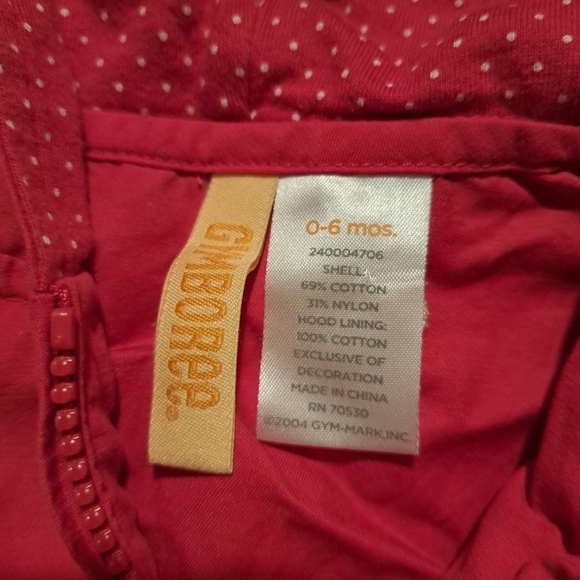 GYMBOREE®
0-6 mos.
240004706
SHELL:
69% COTTON
31% NYLON
HOOD LINING:
100% COTTON
EXCLUSIVE OF
DECORATION
MADE IN CHINA
RN 70530
©2004 GYM-MARK,INC.